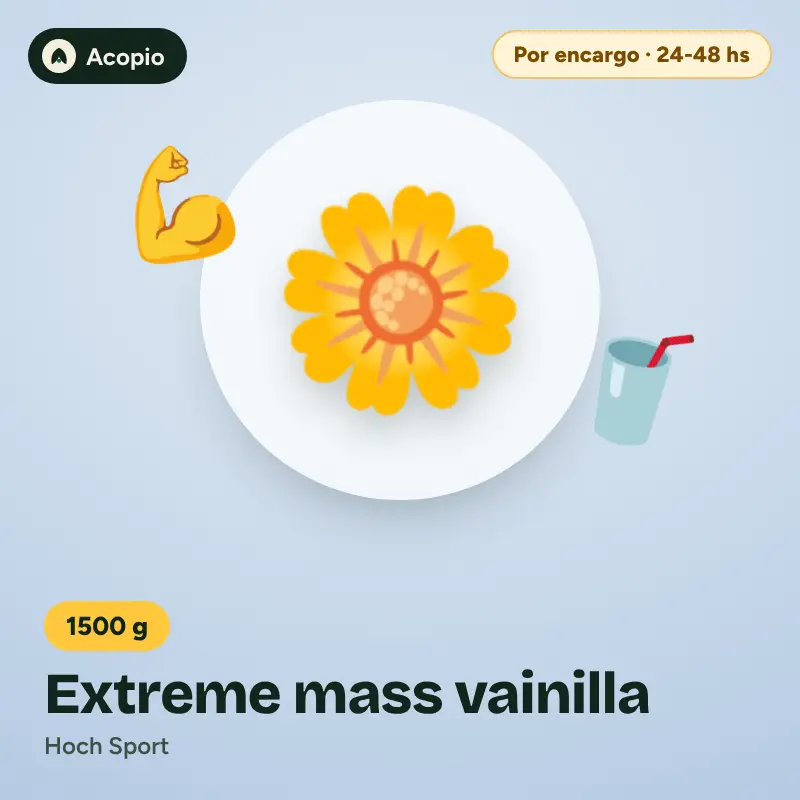 Acopio
Por encargo · 24-48 hs
1500 g
Extreme mass vainilla
Hoch Sport